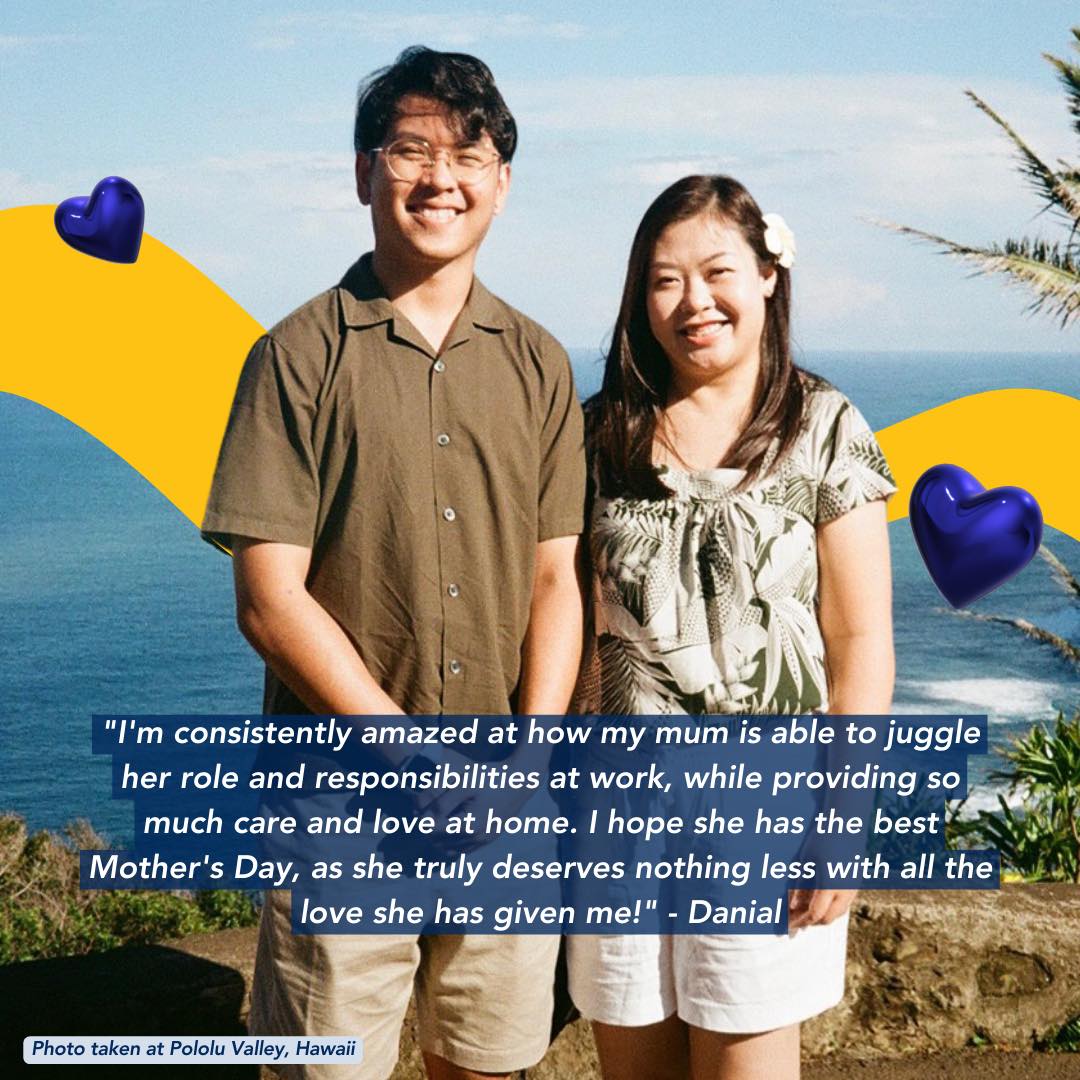 "I'm consistently amazed at how my mum is able to juggle
her role and responsibilities at work, while providing so
much care and love at home. I hope she has the best
Mother's Day, as she truly deserves nothing less with all the
love she has given me!" - Danial
Photo taken at Pololu Valley, Hawaii